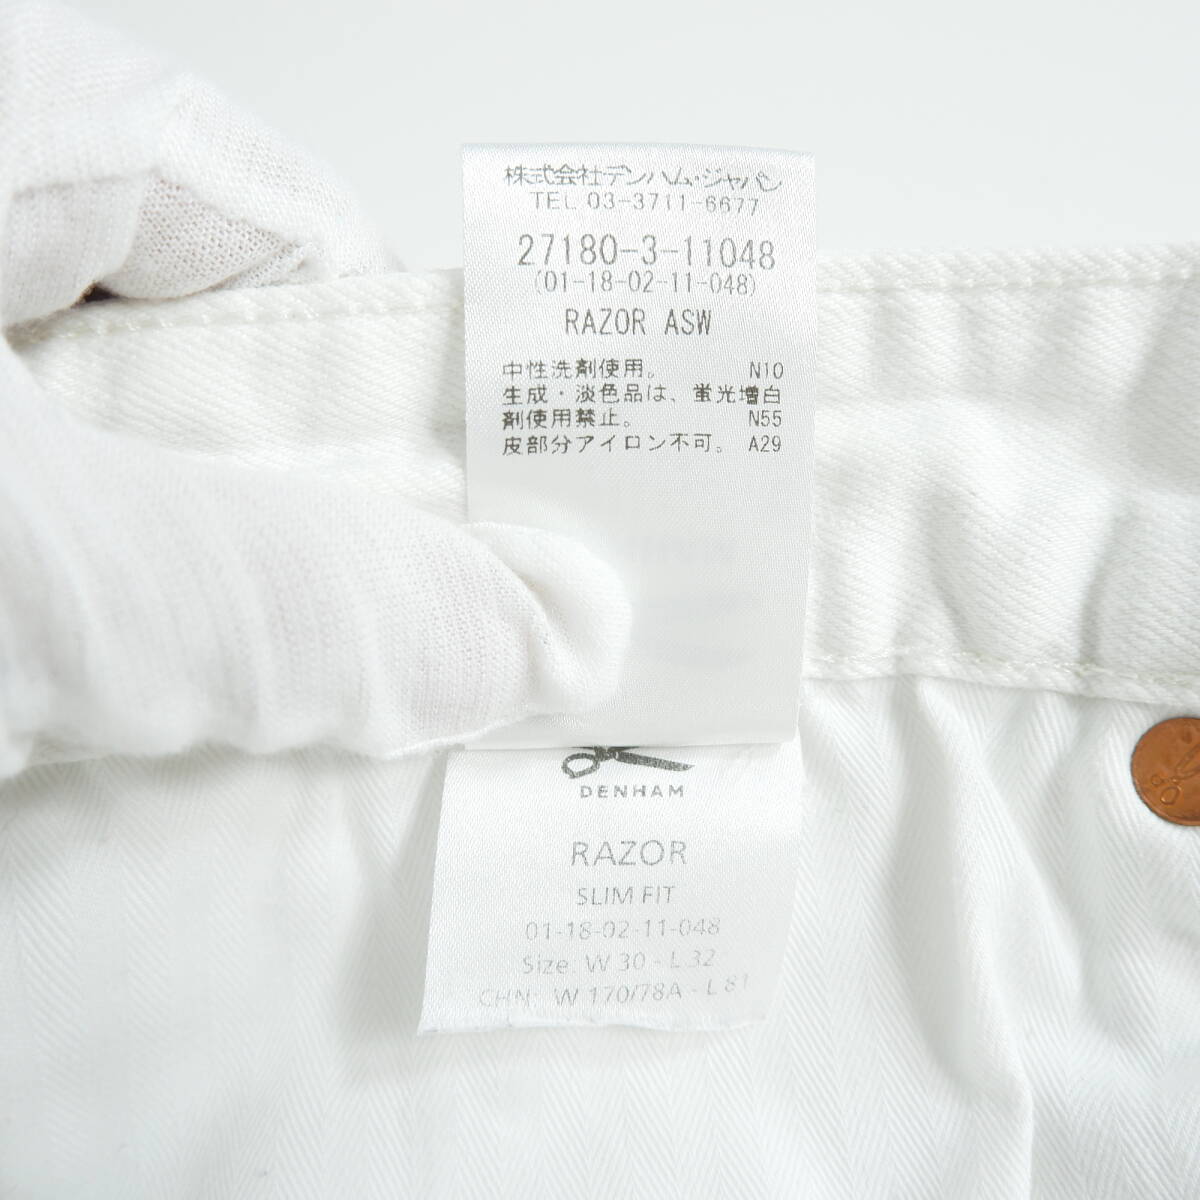 株式会社デンハム・ジャパン
TEL 03-3711-6677
27180-3-11048
(01-18-02-11-048)
RAZOR ASW
中性洗剤使用。 N10
生成・淡色品は、蛍光増白
剤使用禁止。 N55
皮部分アイロン不可。 A29
DENHAM
RAZOR
SLIM FIT
01-18-02-11-048
Size: W 30 - L 32
CHN: W 170/78A - L 81